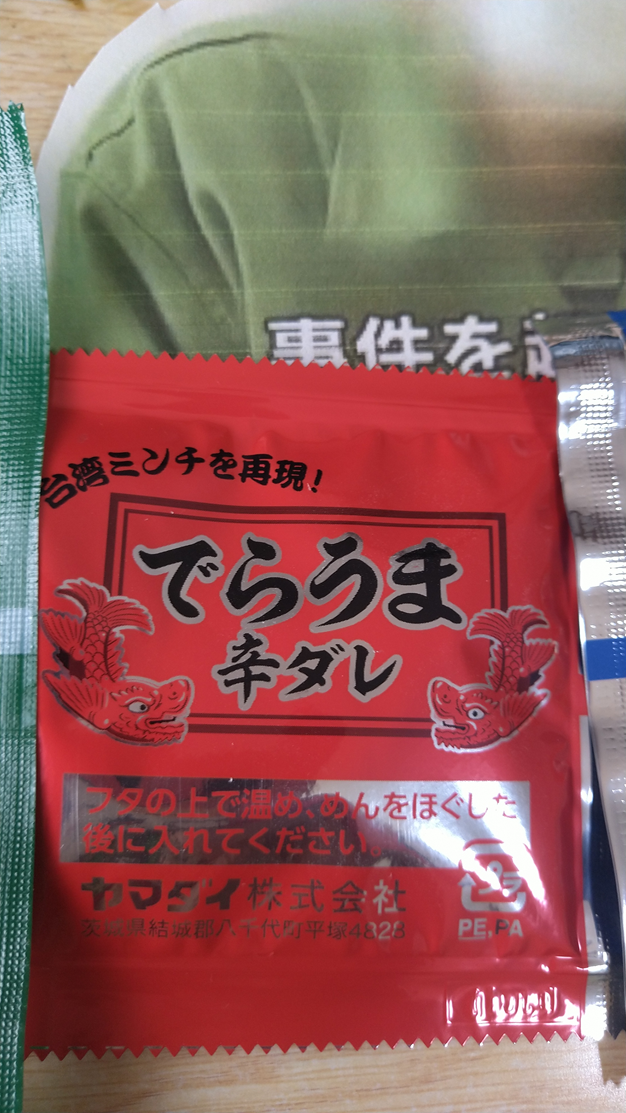 事件を
台湾ミンチを再現!
でらうま
辛ダレ
フタの上で温め、めんをほぐした
後に入れてください。
ヤマダイ株式会社
茨城県結城郡八千代町平塚4828
プラ
PE,PA